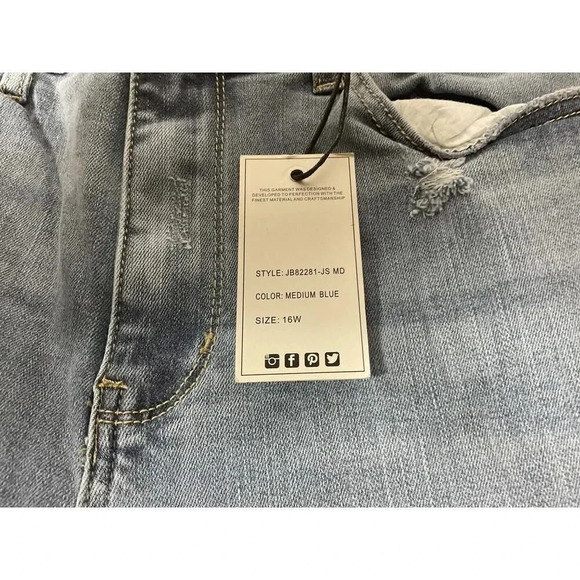 THIS GARMENT WAS DESIGNED &
DEVELOPED TO PERFECTION WITH THE
FINEST MATERIAL AND CRAFTSMANSHIP
STYLE: JB82281-JS MD
COLOR: MEDIUM BLUE
SIZE: 16W